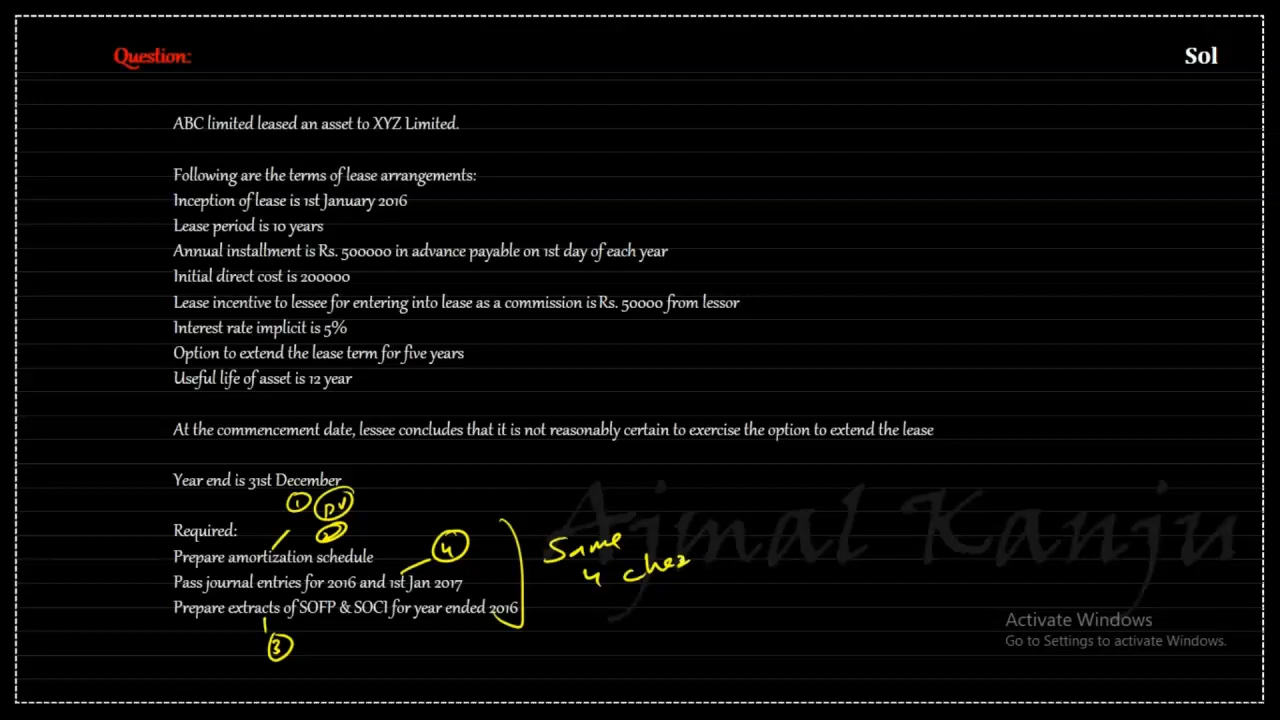 Question:
Sol
ABC limited leased an asset to XYZ Limited.
Following are the terms of lease arrangements:
Inception of lease is 1st January 2016
Lease period is 10 years
Annual installment is Rs. 500000 in advance payable on 1st day of each year
Initial direct cost is 200000
Lease incentive to lessee for entering into lease as a commission is Rs. 50000 from lessor
Interest rate implicit is 5%
Option to extend the lease term for five years
Useful life of asset is 12 year
At the commencement date, lessee concludes that it is not reasonably certain to exercise the option to extend the lease
Year end is 31st December
1 PV
Required:
2
Prepare amortization schedule
4
Pass journal entries for 2016 and 1st Jan 2017
Prepare extracts of SOFP & SOCI for year ended 2016
3
Same
4
Ajmal Kanju
Activate Windows
Go to Settings to activate Windows.